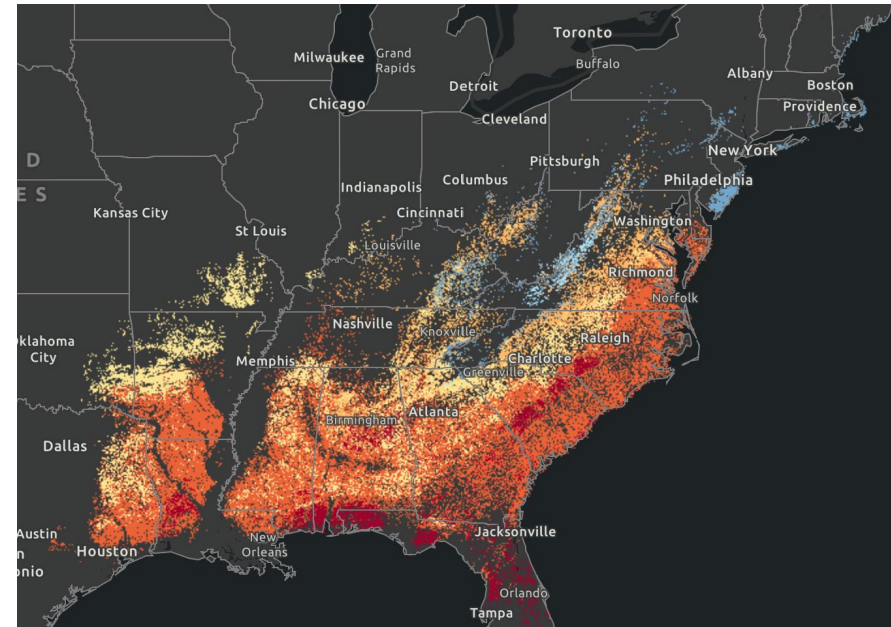 Toronto
Milwaukee
Grand
Rapids
Buffalo
Detroit
Albany
Boston
Chicago
Providence
Cleveland
New York
D
Pittsburgh
Columbus
Philadelphia
E S
Indianapolis
Kansas City
Cincinnati
Washington
St Louis
Louisville
Richmond
Norfolk
Nashville
Knoxville
Raleigh
klahoma
City
Memphis
Charlotte
Greenville
Atlanta
Birmingham
Dallas
Austin
Jacksonville
New
Orleans
Houston
n
onio
Orlando
Tampa